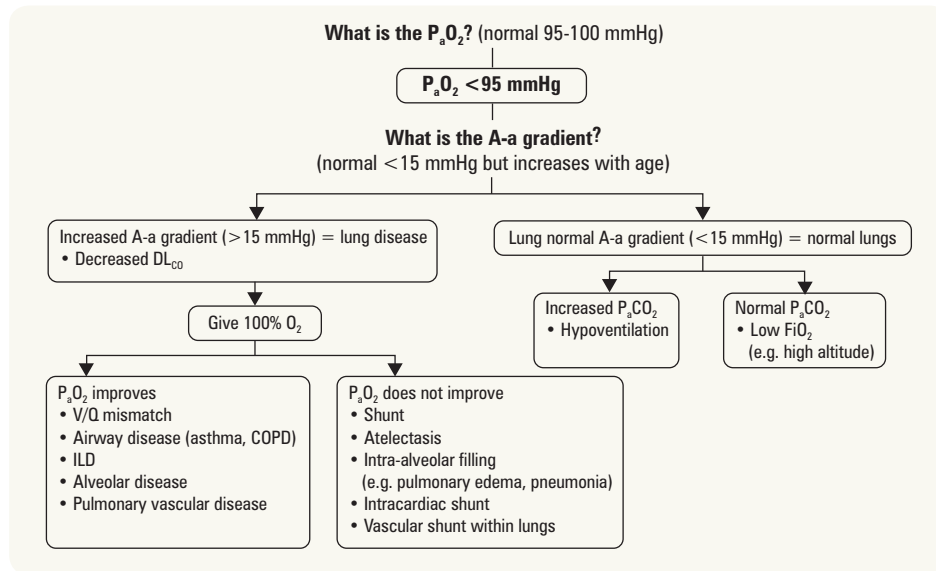 What is the PaO2? (normal 95-100 mmHg)
PaO2 <95 mmHg
What is the A-a gradient?
(normal <15 mmHg but increases with age)
Increased A-a gradient (>15 mmHg) = lung disease
• Decreased DLCO
Lung normal A-a gradient (<15 mmHg) = normal lungs
Give 100% O2
Increased PaCO2
• Hypoventilation
Normal PaCO2
• Low FiO2
(e.g. high altitude)
PaO2 improves
• V/Q mismatch
• Airway disease (asthma, COPD)
• ILD
• Alveolar disease
• Pulmonary vascular disease
PaO2 does not improve
• Shunt
• Atelectasis
• Intra-alveolar filling
(e.g. pulmonary edema, pneumonia)
• Intracardiac shunt
• Vascular shunt within lungs